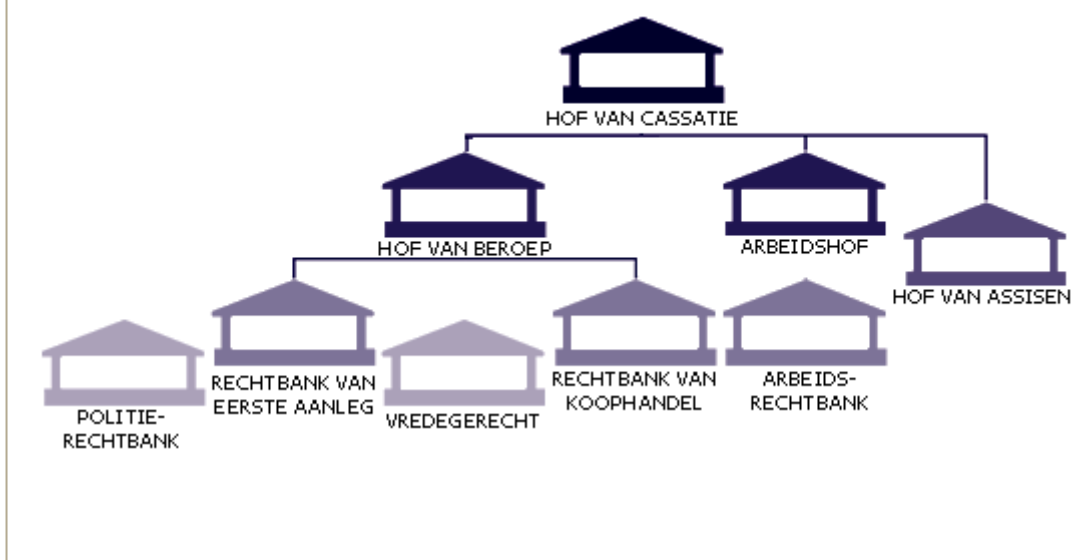 HOF VAN CASSATIE
HOF VAN BEROEP
ARBEIDSHOF
HOF VAN ASSISEN
POLITIE-
RECHTBANK
RECHTBANK VAN
EERSTE AANLEG
VREDEGERECHT
RECHTBANK VAN
KOOPHANDEL
ARBEIDS-
RECHTBANK